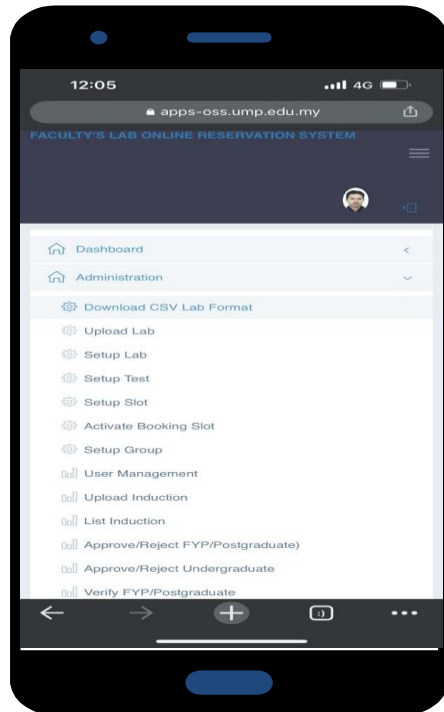 12:05
4G
apps-oss.ump.edu.my
FACULTY'S LAB ONLINE RESERVATION SYSTEM
Dashboard
Administration
Download CSV Lab Format
Upload Lab
Setup Lab
Setup Test
Setup Slot
Activate Booking Slot
Setup Group
User Management
Upload Induction
List Induction
Approve/Reject FYP/Postgraduate)
Approve/Reject Undergraduate
Verify FYP/Postgraduate
:)